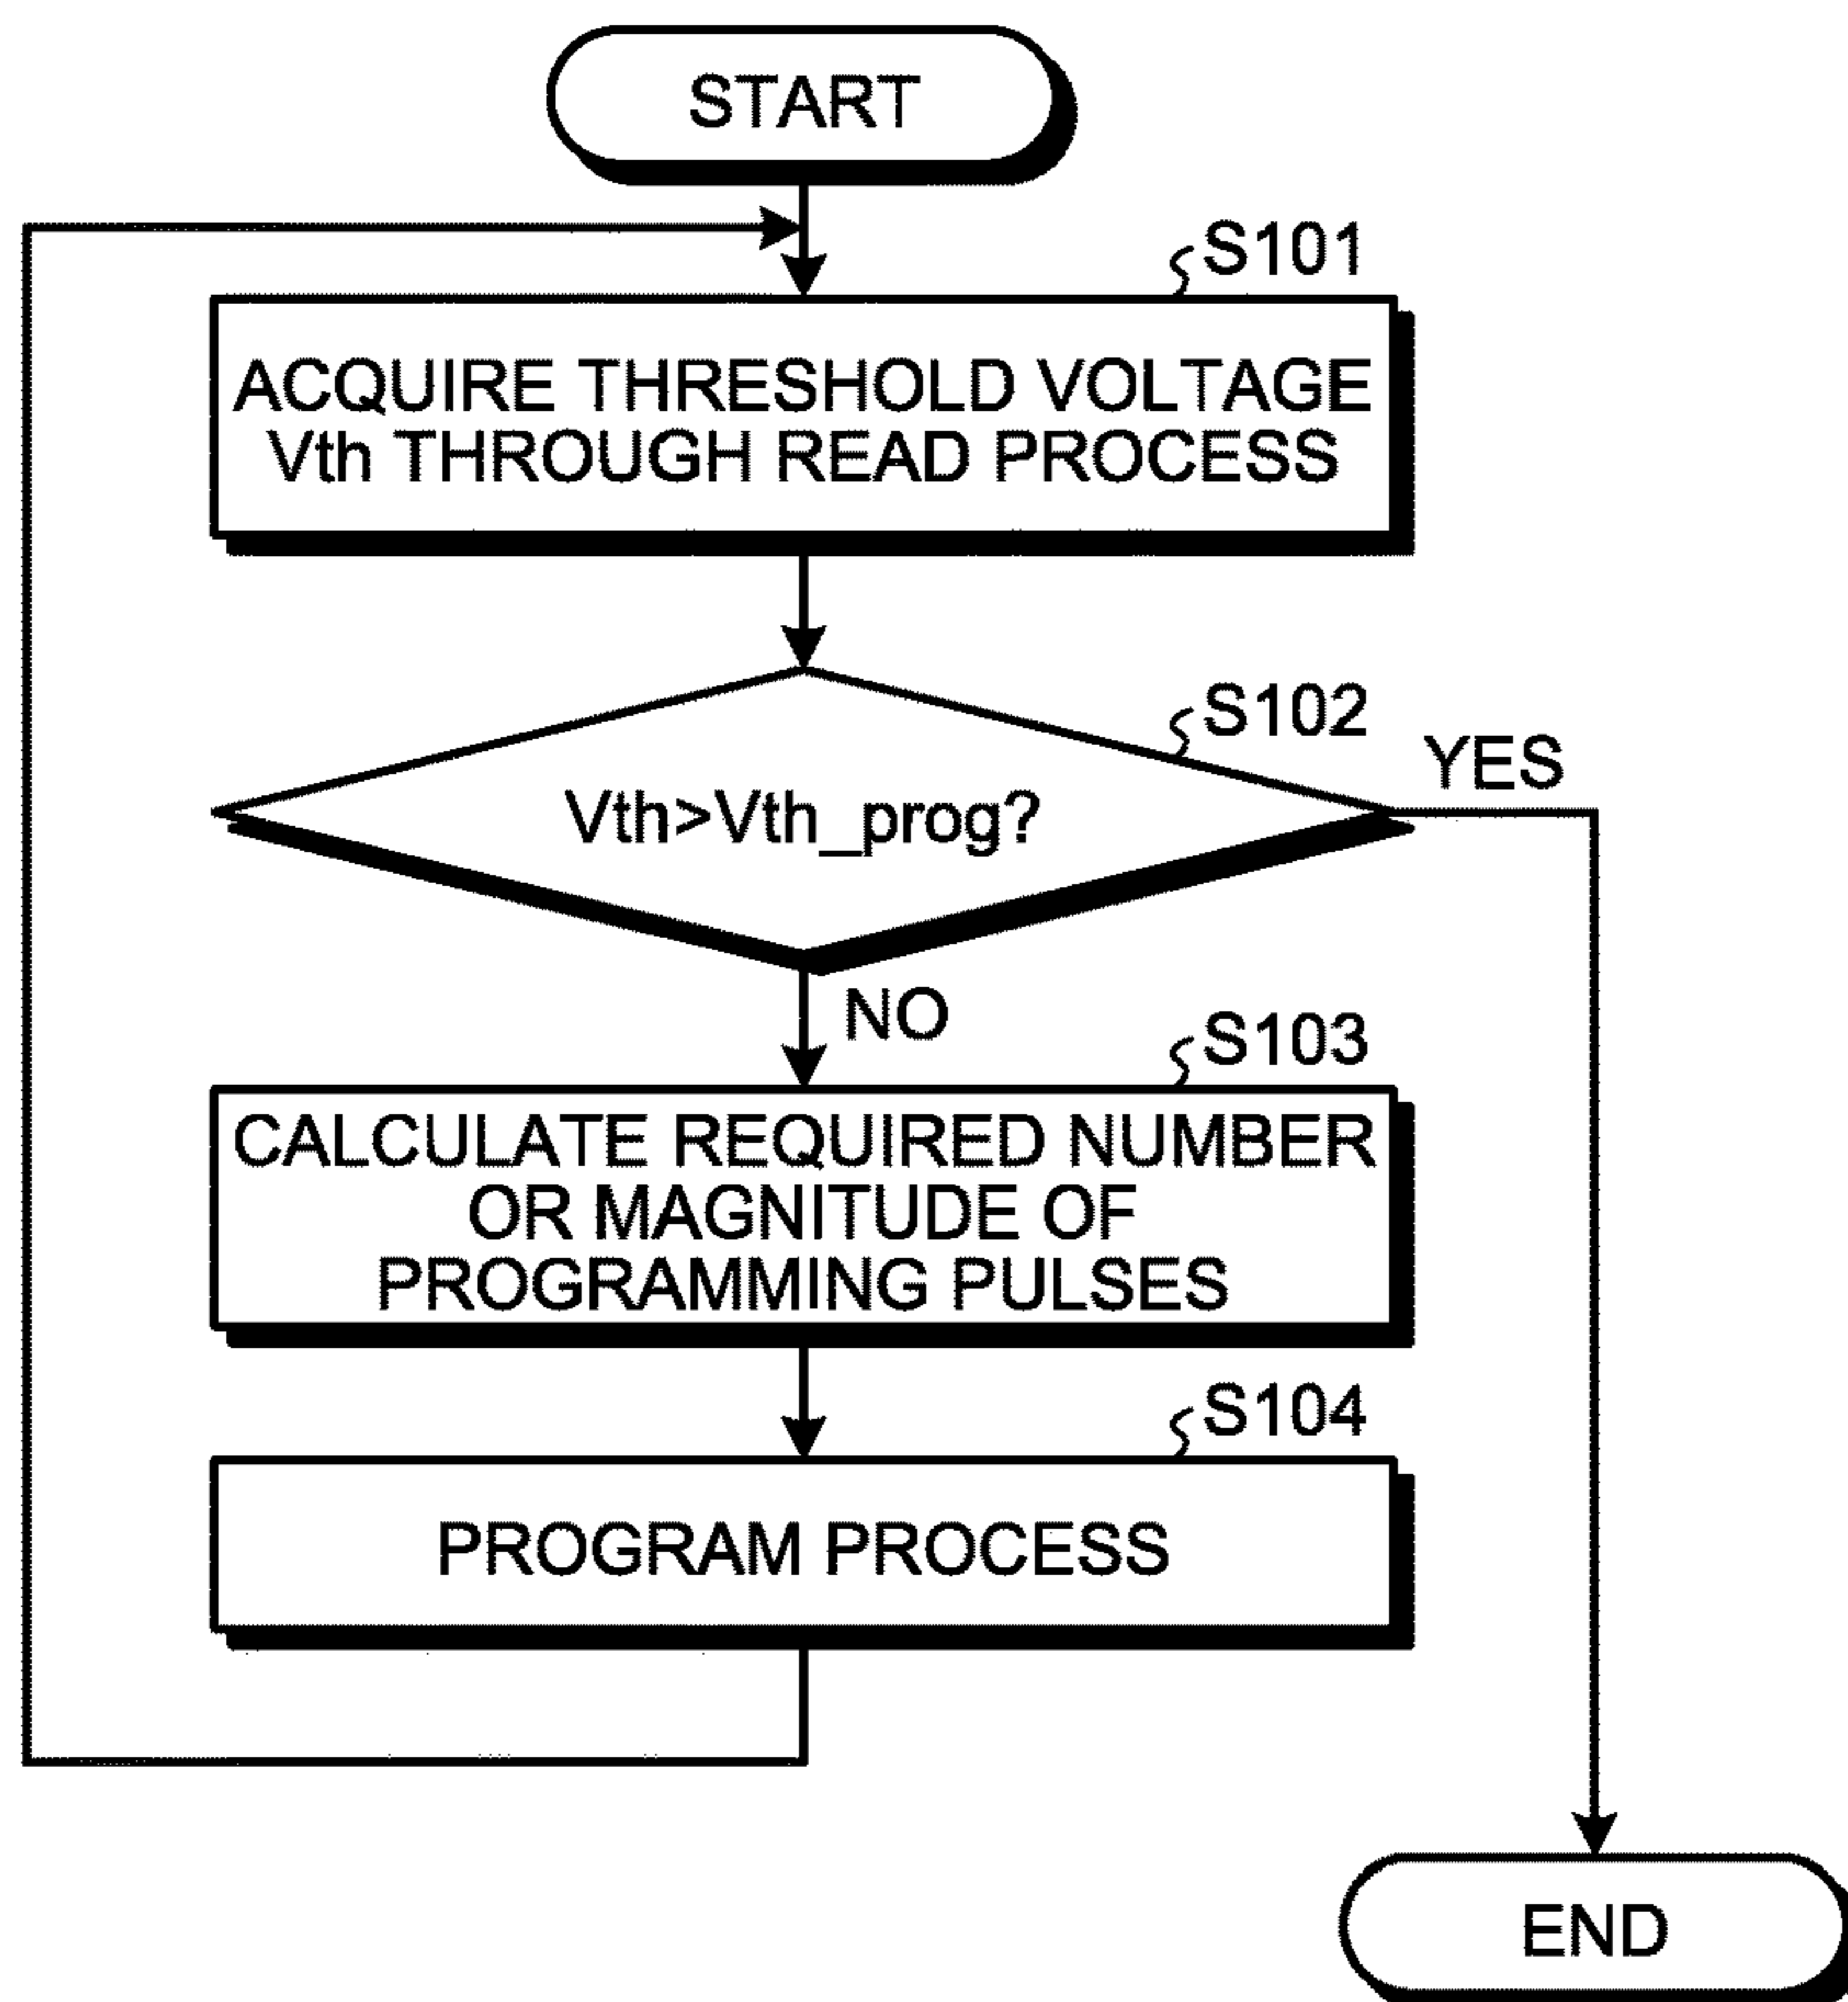 START
S101
ACQUIRE THRESHOLD VOLTAGE
Vth THROUGH READ PROCESS
S102
YES
Vth>Vth_prog?
NO
S103
CALCULATE REQUIRED NUMBER
OR MAGNITUDE OF
PROGRAMMING PULSES
S104
PROGRAM PROCESS
END